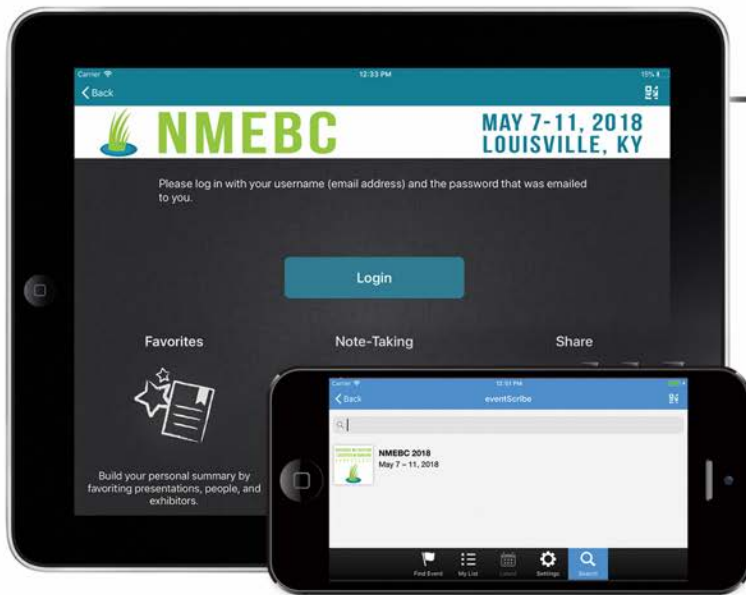 Carrier
12:33 PM
15%
Back
NMEBC
MAY 7-11, 2018
LOUISVILLE, KY
Please log in with your username (email address) and the password that was emailed
to you.
Login
Favorites
Note-Taking
Share
Build your personal summary by
favoriting presentations, people, and
exhibitors.
Carrier
12:51 PM
Back
eventScribe
NMEBC 2018
May 7 – 11, 2018
Find Event
My List
Latest
Settings
Search